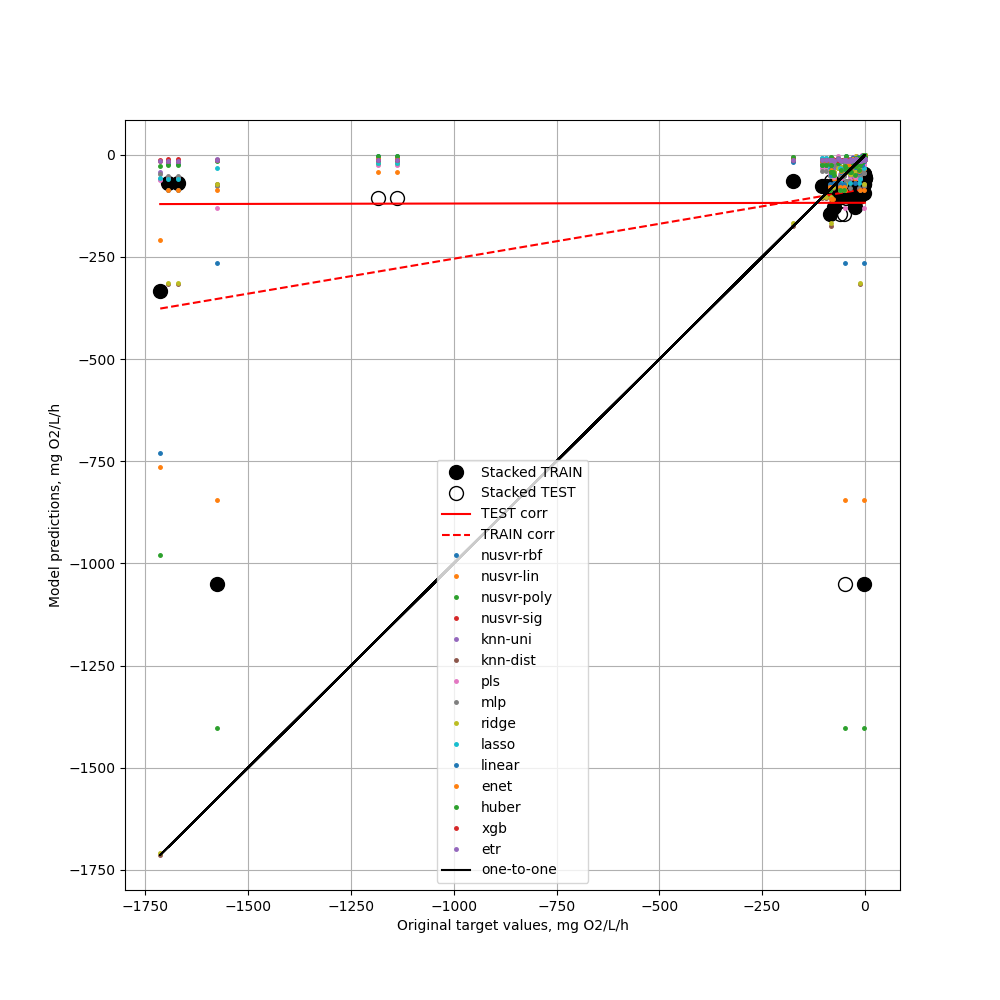 0
−250
−500
−750
−1000
−1250
−1500
−1750
Model predictions, mg O2/L/h
Stacked TRAIN
Stacked TEST
TEST corr
TRAIN corr
nusvr-rbf
nusvr-lin
nusvr-poly
nusvr-sig
knn-uni
knn-dist
pls
mlp
ridge
lasso
linear
enet
huber
xgb
etr
one-to-one
−1750 −1500 −1250 −1000 −750 −500 −250 0
Original target values, mg O2/L/h